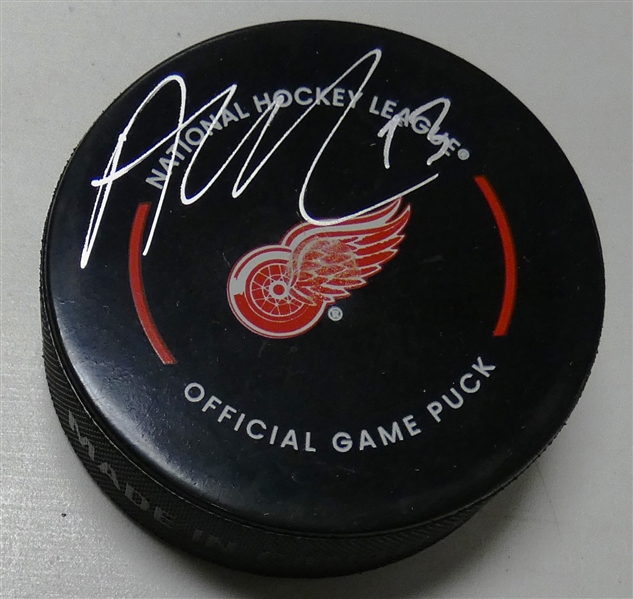 NATIONAL HOCKEY LEAGUE®
®
OFFICIAL GAME PUCK
MADE IN